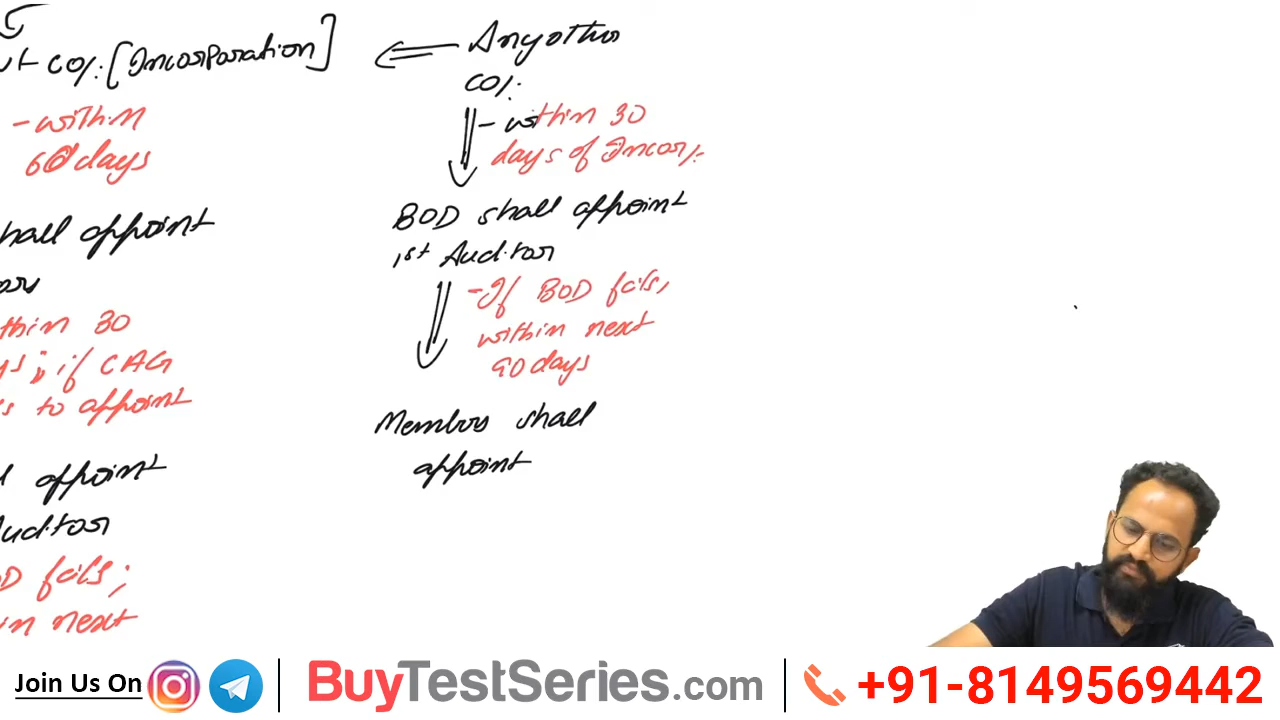 CO/: [Incorporation]
- within
60 days
shall appoint
within 30
; if CAG
to appoint
appoint
Auditor
BOD fails;
next
Any other
CO/:
- within 30
days of Incorp:
BOD shall appoint
1st Auditor
- If BOD fails,
within next
90 days
Members shall
appoint
Join Us On
BuyTestSeries.com
+91-8149569442